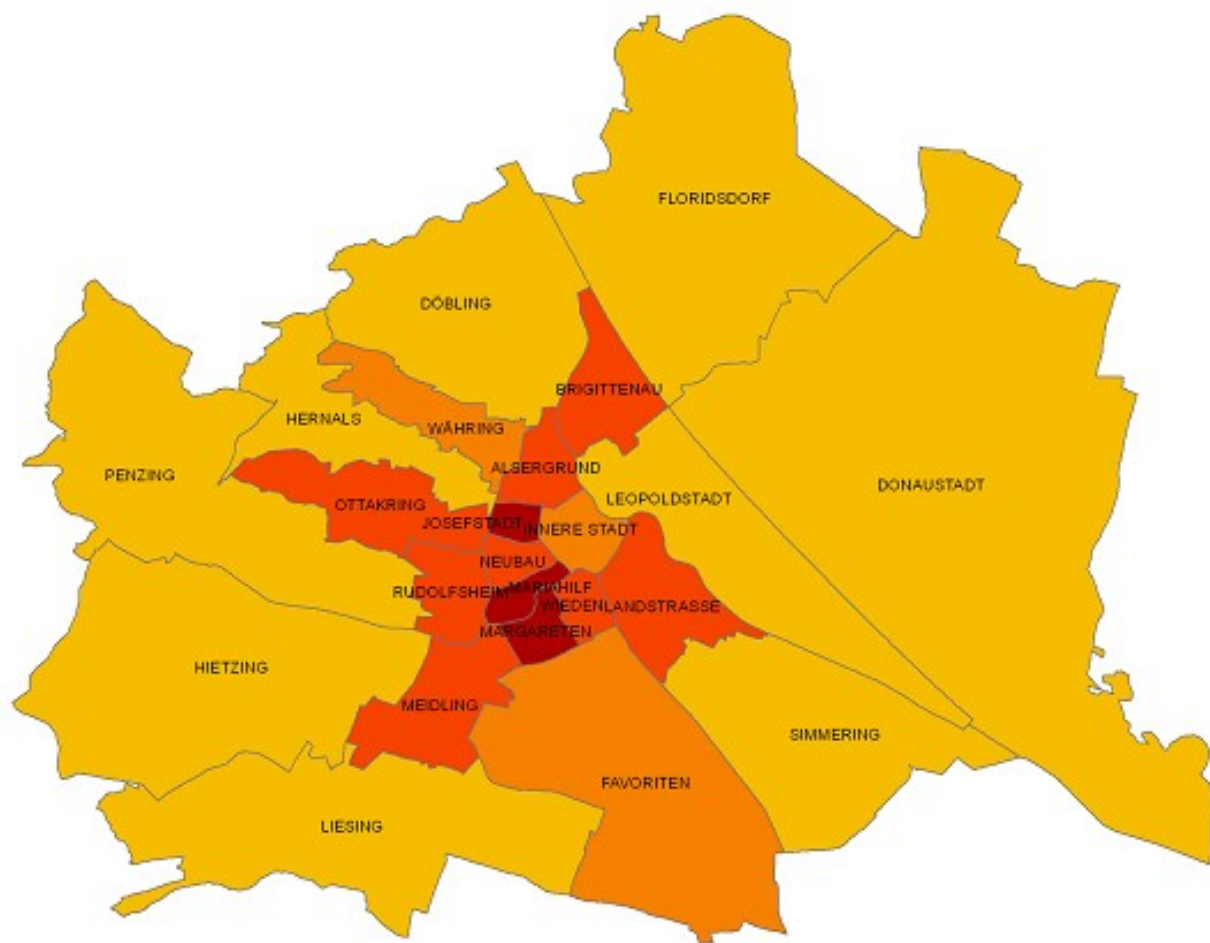 FLORIDSDORF
DÖBLING
BRIGITTENAU
HERNALS
WÄHRING
ALSERGRUND
PENZING
LEOPOLDSTADT
DONAUSTADT
OTTAKRING
JOSEFSTADT
INNERE STADT
NEUBAU
MARIAHILF
RUDOLFSHEIM
WIEDEN
LANDSTRASSE
MARGARETEN
HIETZING
MEIDLING
SIMMERING
FAVORITEN
LIESING